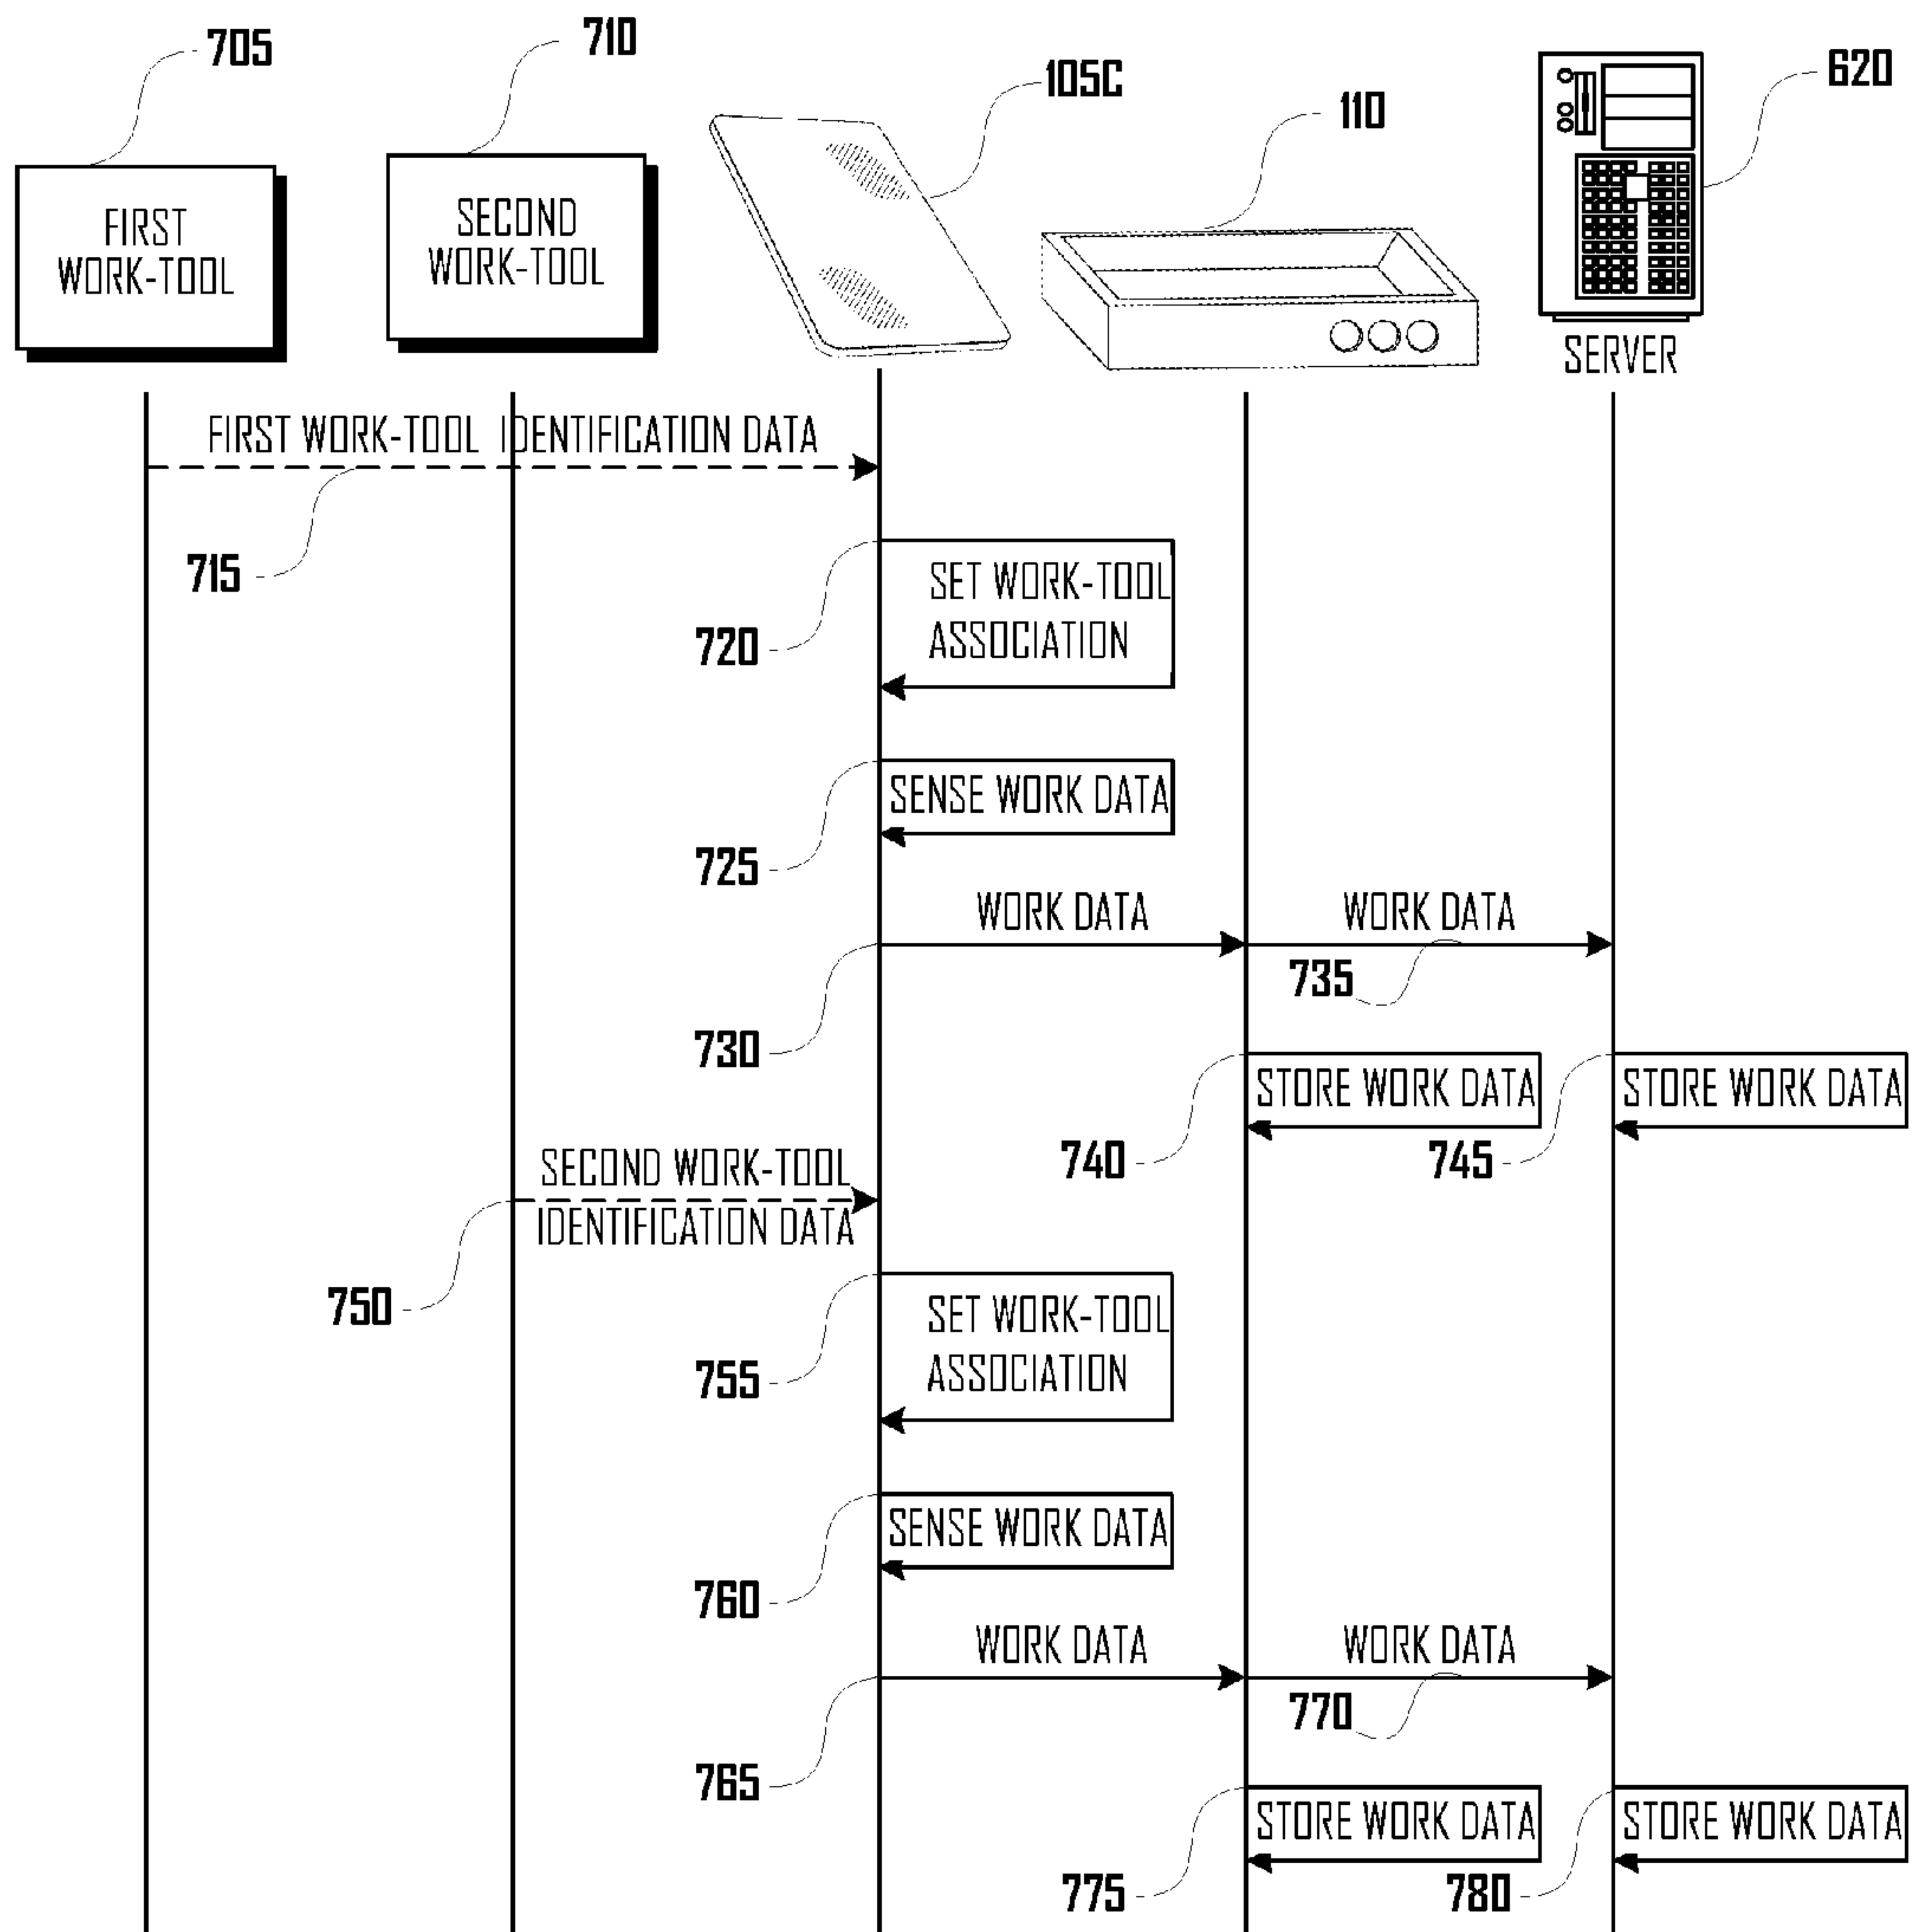 705
710
105C
110
620
FIRST
WORK-TOOL
SECOND
WORK-TOOL
SERVER
FIRST WORK-TOOL IDENTIFICATION DATA
715
SET WORK-TOOL
ASSOCIATION
720
SENSE WORK DATA
725
WORK DATA
WORK DATA
735
730
STORE WORK DATA
STORE WORK DATA
740
745
SECOND WORK-TOOL
IDENTIFICATION DATA
750
SET WORK-TOOL
ASSOCIATION
755
SENSE WORK DATA
760
WORK DATA
WORK DATA
770
765
STORE WORK DATA
STORE WORK DATA
775
780